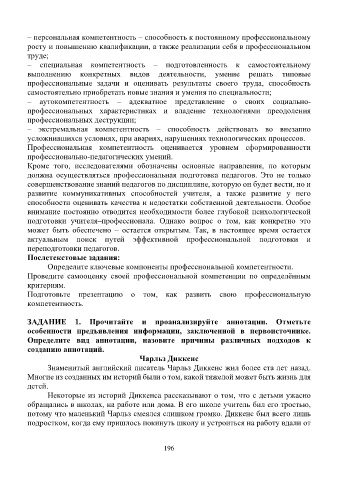 – персональная компетентность – способность к постоянному профессиональному
росту и повышению квалификации, а также реализации себя в профессиональном
труде;
– специальная компетентность – подготовленность к самостоятельному
выполнению конкретных видов деятельности, умение решать типовые
профессиональные задачи и оценивать результаты своего труда, способность
самостоятельно приобретать новые знания и умения по специальности;
– аутокомпетентность – адекватное представление о своих социально-
профессиональных характеристиках и владение технологиями преодоления
профессиональных деструкции;
– экстремальная компетентность – способность действовать во внезапно
усложнившихся условиях, при авариях, нарушениях технологических процессов.
Профессиональная компетентность оценивается уровнем сформированности
профессионально-педагогических умений.
Кроме того, исследователями обозначены основные направления, по которым
должна осуществляться профессиональная подготовка педагогов. Это не только
совершенствование знаний педагогов по дисциплине, которую он будет вести, но и
развитие коммуникативных способностей учителя, а также развитие у него
способности оценивать качества и недостатки собственной деятельности. Особое
внимание постоянно отводится необходимости более глубокой психологической
подготовки учителя–профессионала. Однако вопрос о том, как конкретно это
может быть обеспечено – остается открытым. Так, в настоящее время остается
актуальным поиск путей эффективной профессиональной подготовки и
переподготовки педагогов.
Послетекстовые задания:
Определите ключевые компоненты профессиональной компетентности.
Проведите самооценку своей профессиональной компетенции по определённым
критериям.
Подготовьте презентацию о том, как развить свою профессиональную
компетентность.
ЗАДАНИЕ 1. Прочитайте и проанализируйте аннотации. Отметьте
особенности предъявления информации, заключенной в первоисточнике.
Определите вид аннотации, назовите причины различных подходов к
созданию аннотаций.
Чарльз Диккенс
Знаменитый английский писатель Чарльз Диккенс жил более ста лет назад.
Многие из созданных им историй были о том, какой тяжелой может быть жизнь для
детей.
Некоторые из историй Диккенса рассказывают о том, что с детьми ужасно
обращались в школах, на работе или дома. В его школе учитель бил его тростью,
потому что маленький Чарльз смеялся слишком громко. Диккенс был всего лишь
подростком, когда ему пришлось покинуть школу и устроиться на работу вдали от
196